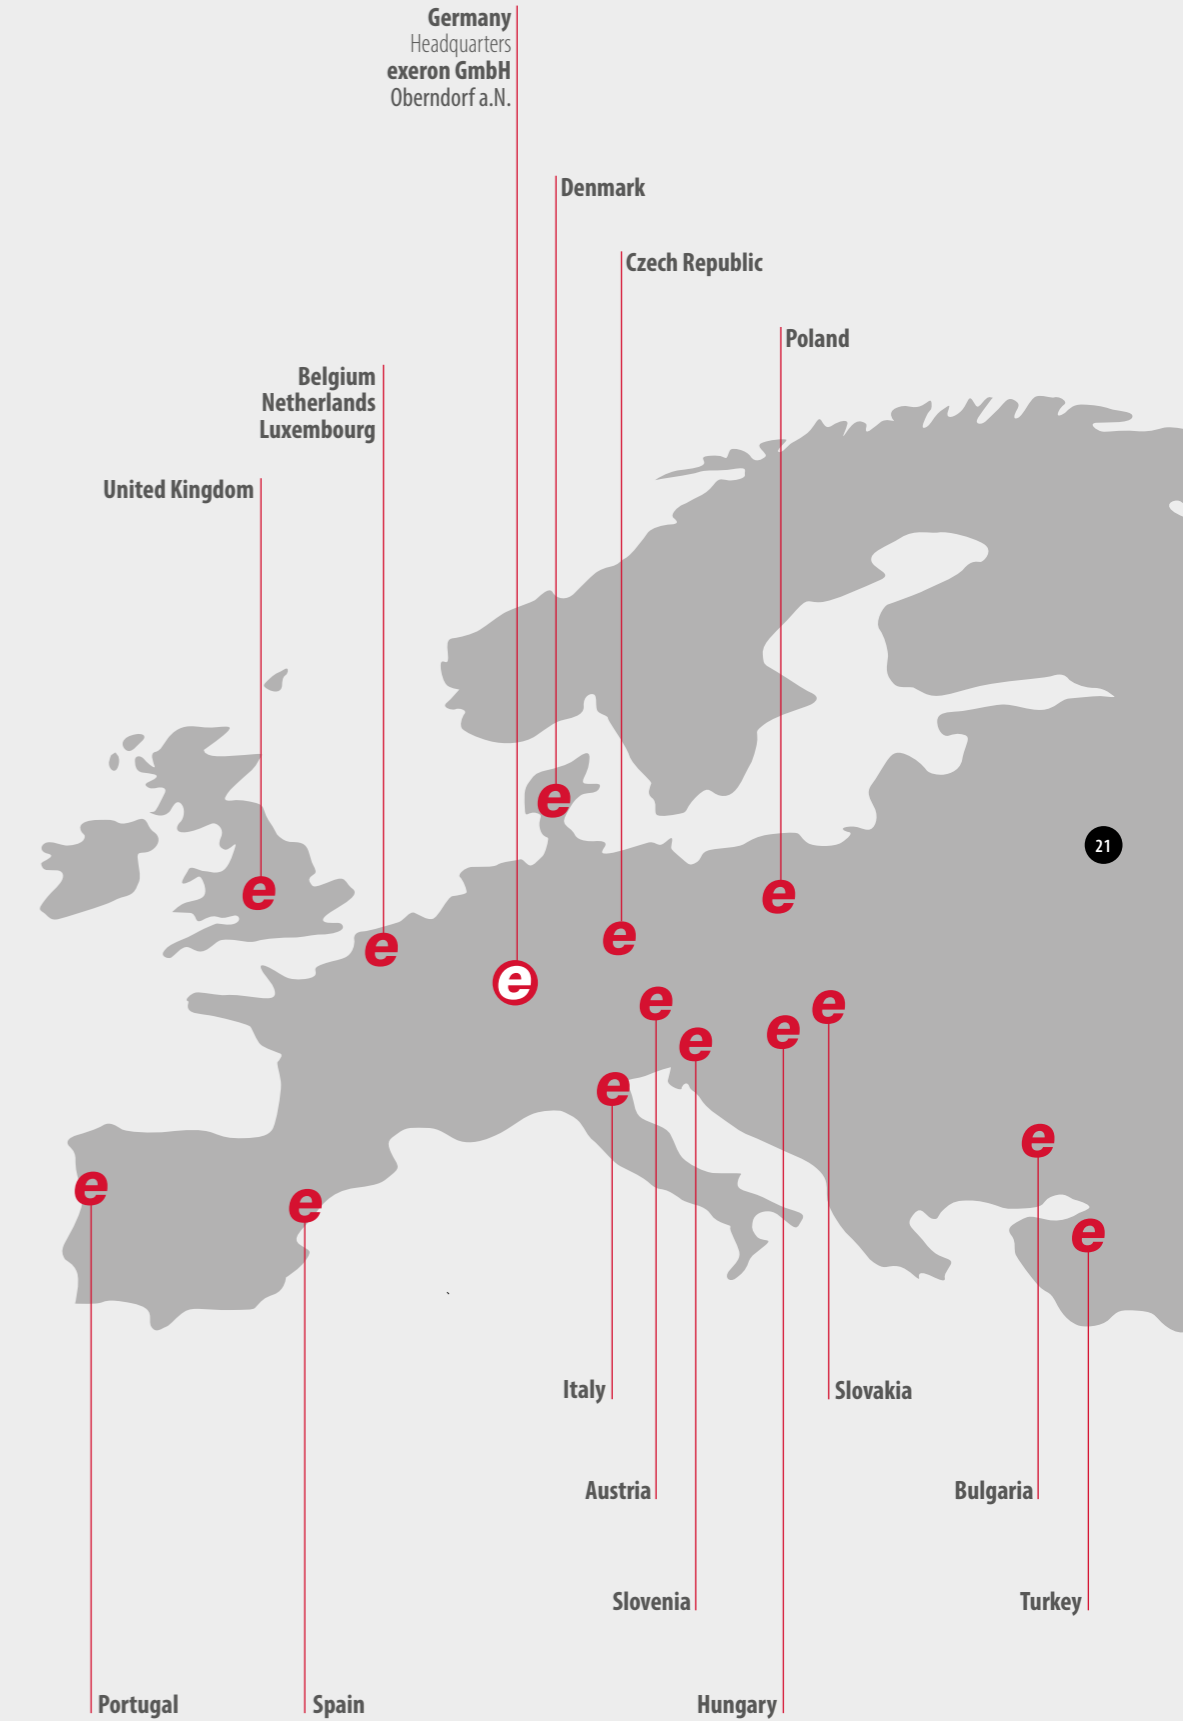 Germany
Headquarters
exeron GmbH
Oberndorf a.N.
Denmark
Czech Republic
Poland
Belgium
Netherlands
Luxembourg
United Kingdom
e
21
e
e
e
e
e
e
e
e
e
e
e
e
e
e
Italy
Slovakia
Austria
Bulgaria
Slovenia
Turkey
Portugal
Spain
Hungary